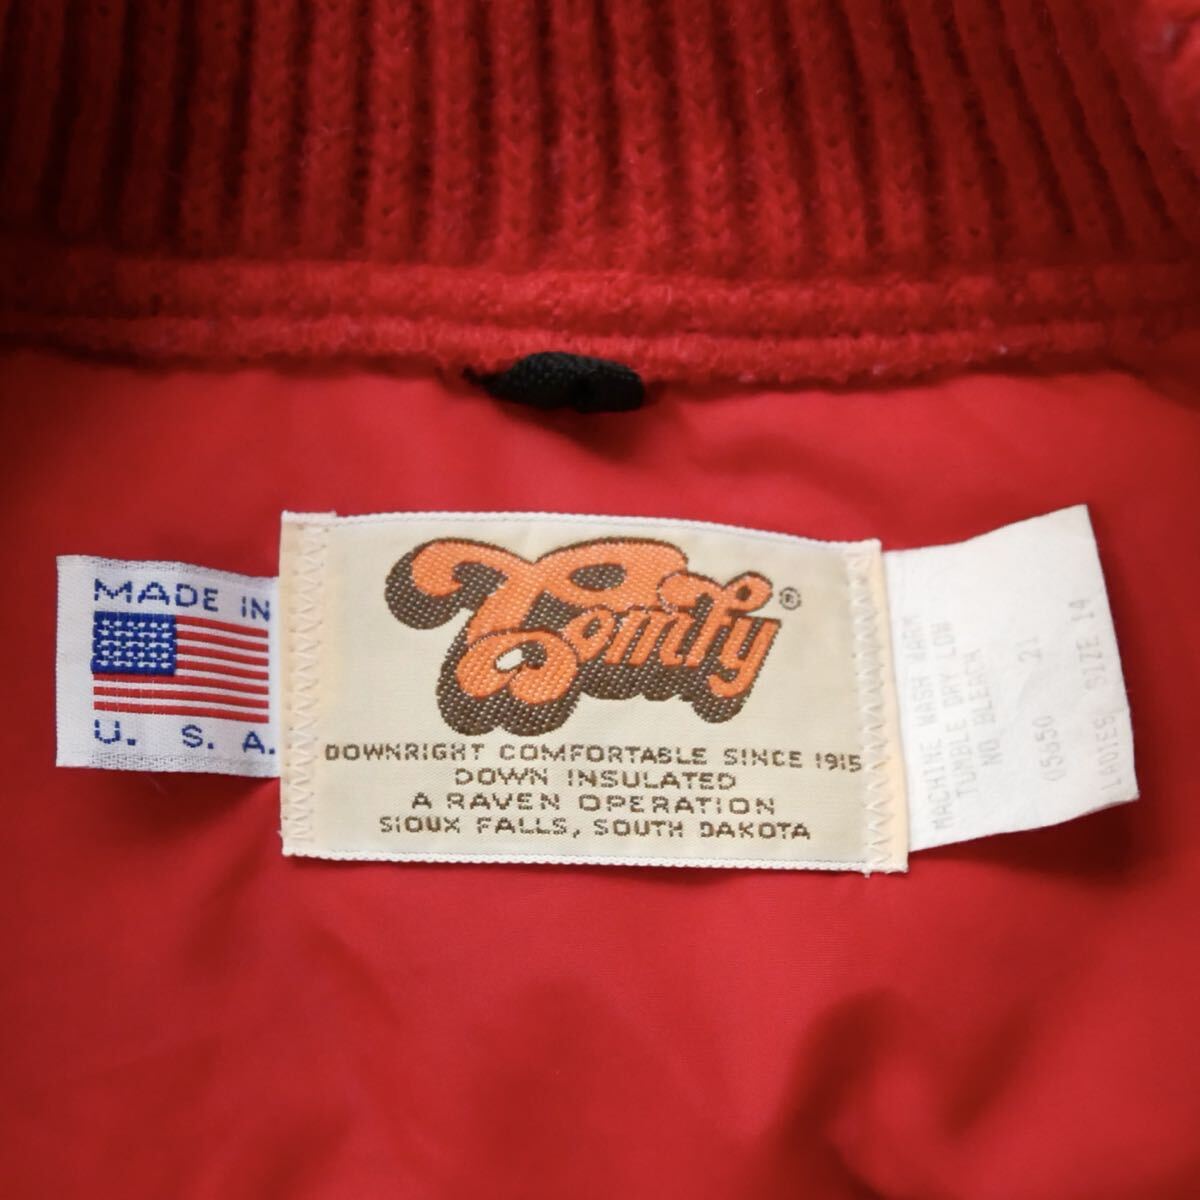 MADE IN
U. S. A.
Comfy®
DOWNRIGHT COMFORTABLE SINCE 1915
DOWN INSULATED
A RAVEN OPERATION
SIOUX FALLS, SOUTH DAKOTA
MACHINE WASH WARM
TUMBLE DRY LOW
NO BLEACH
05650 21
LADIES SIZE 14